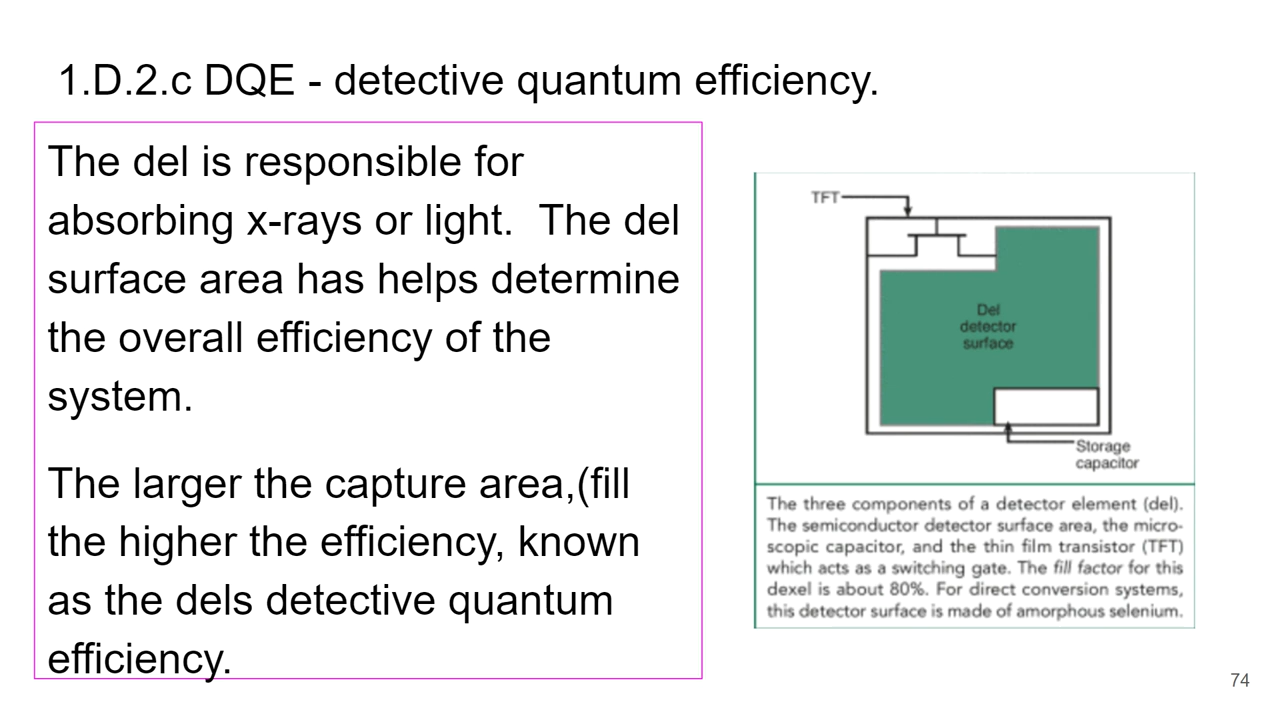 1.D.2.c DQE - detective quantum efficiency.
The del is responsible for
absorbing x-rays or light.  The del
surface area has helps determine
the overall efficiency of the
system.
The larger the capture area,(fill
the higher the efficiency, known
as the dels detective quantum
efficiency.
TFT
Del
detector
surface
Storage
capacitor
The three components of a detector element (del).
The semiconductor detector surface area, the micro-
scopic capacitor, and the thin film transistor (TFT)
which acts as a switching gate. The fill factor for this
dexel is about 80%. For direct conversion systems,
this detector surface is made of amorphous selenium.
74